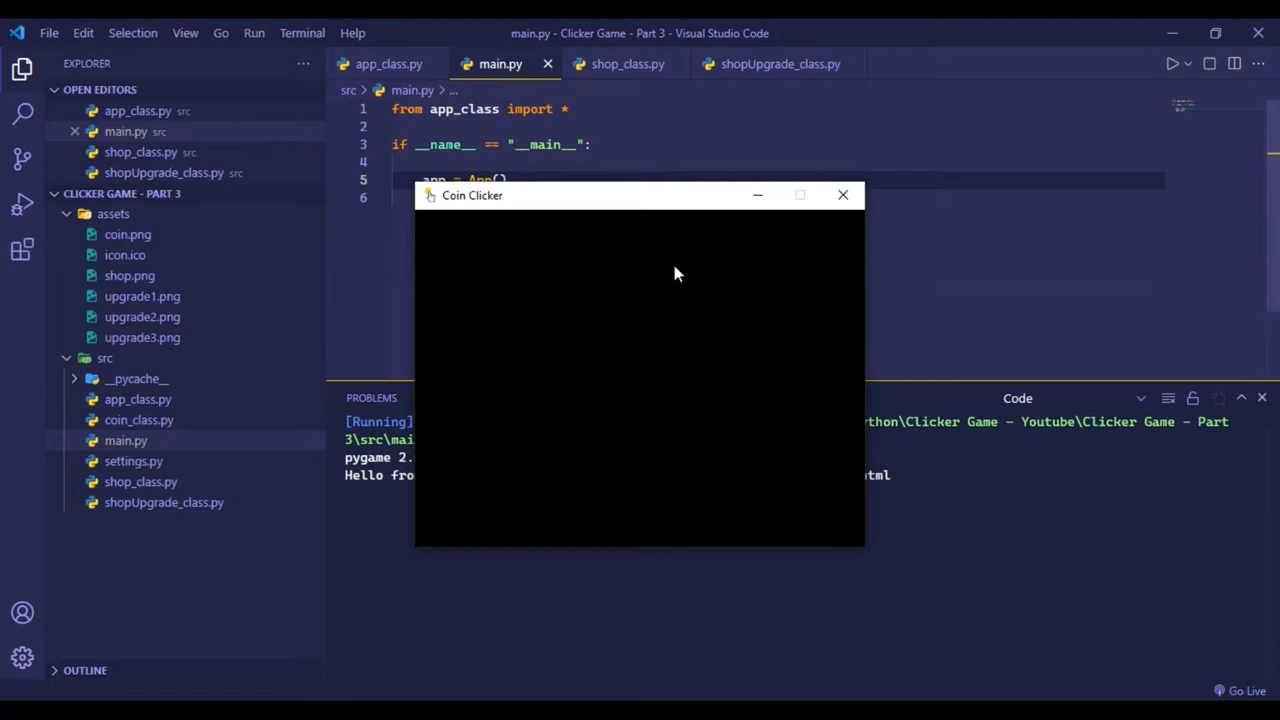 File Edit Selection View Go Run Terminal Help
main.py - Clicker Game - Part 3 - Visual Studio Code
EXPLORER
app_class.py
main.py
shop_class.py
shopUpgrade_class.py
OPEN EDITORS
app_class.py src
main.py src
shop_class.py src
shopUpgrade_class.py src
CLICKER GAME - PART 3
assets
coin.png
icon.ico
shop.png
upgrade1.png
upgrade2.png
upgrade3.png
src
__pycache__
app_class.py
coin_class.py
main.py
settings.py
shop_class.py
shopUpgrade_class.py
OUTLINE
src > main.py > ...
1 from app_class import *
2
3 if __name__ == "__main__":
4
5 app = App()
6
Coin Clicker
PROBLEMS
Code
[Running] ython\Clicker Game - Youtube\Clicker Game - Part
3\src\mai
pygame 2.
Hello fro html
Go Live